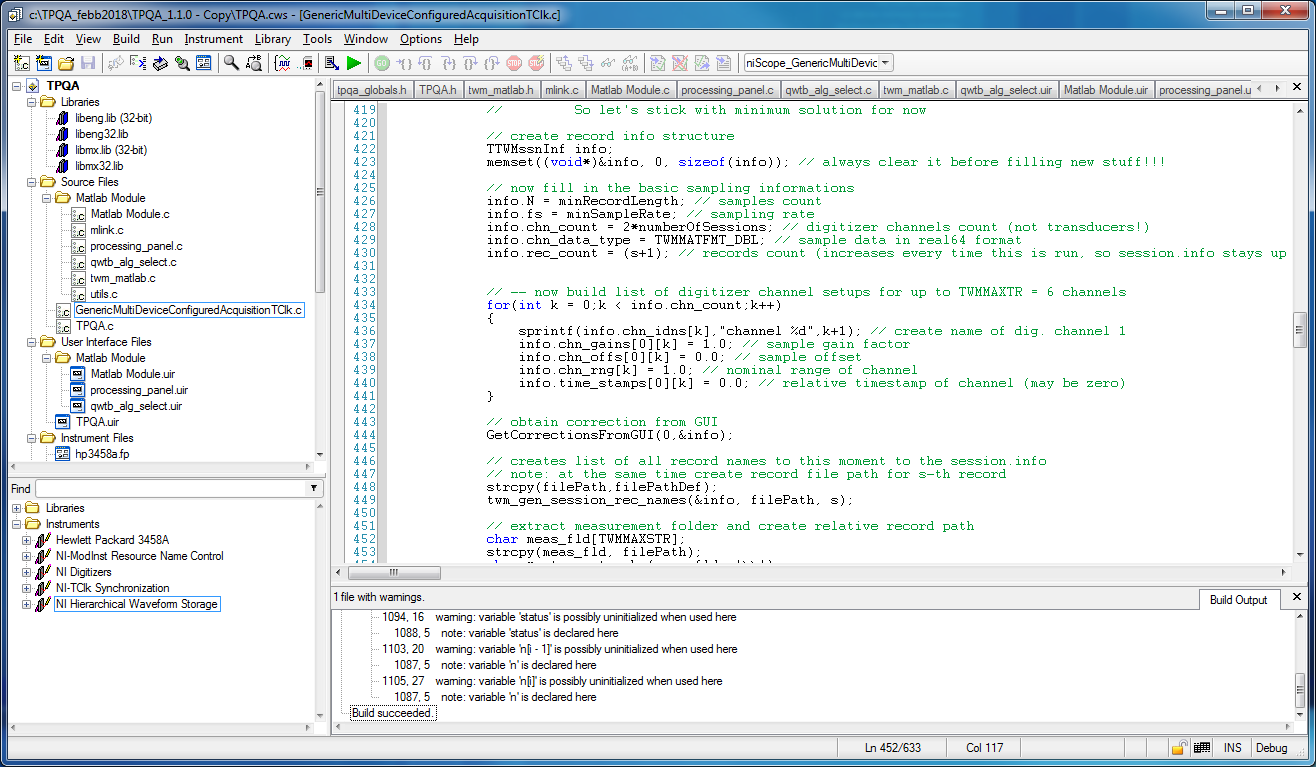 c:\TPQA_febb2018\TPQA_1.1.0 - Copy\TPQA.cws - [GenericMultiDeviceConfiguredAcquisitionTClk.c]
File Edit View Build Run Instrument Library Tools Window Options Help
niScope_GenericMultiDevic
TPQA
Libraries
libeng.lib (32-bit)
libeng32.lib
libmx.lib (32-bit)
libmx32.lib
Source Files
Matlab Module
Matlab Module.c
mlink.c
processing_panel.c
qwtb_alg_select.c
twm_matlab.c
utils.c
GenericMultiDeviceConfiguredAcquisitionTClk.c
TPQA.c
User Interface Files
Matlab Module
Matlab Module.uir
processing_panel.uir
qwtb_alg_select.uir
TPQA.uir
Instrument Files
hp3458a.fp
Find
Libraries
Instruments
Hewlett Packard 3458A
NI-ModInst Resource Name Control
NI Digitizers
NI-TClk Synchronization
NI Hierarchical Waveform Storage
tpqa_globals.h TPQA.h twm_matlab.h mlink.c Matlab Module.c processing_panel.c qwtb_alg_select.c twm_matlab.c qwtb_alg_select.uir Matlab Module.uir processing_panel.u
419 // So let's stick with minimum solution for now
420
421 // create record info structure
422 TTWMssnInf info;
423 memset((void*)&info, 0, sizeof(info)); // always clear it before filling new stuff!!!
424
425 // now fill in the basic sampling informations
426 info.N = minRecordLength; // samples count
427 info.fs = minSampleRate; // sampling rate
428 info.chn_count = 2*numberOfSessions; // digitizer channels count (not transducers!)
429 info.chn_data_type = TWMMATFMT_DBL; // sample data in real64 format
430 info.rec_count = (s+1); // records count (increases every time this is run, so session.info stays up
431
432
433 // -- now build list of digitizer channel setups for up to TWMMAXTR = 6 channels
434 for(int k = 0;k < info.chn_count;k++)
435 {
436 sprintf(info.chn_idns[k],"channel %d",k+1); // create name of dig. channel 1
437 info.chn_gains[0][k] = 1.0; // sample gain factor
438 info.chn_offs[0][k] = 0.0; // sample offset
439 info.chn_rng[k] = 1.0; // nominal range of channel
440 info.time_stamps[0][k] = 0.0; // relative timestamp of channel (may be zero)
441 }
442
443 // obtain correction from GUI
444 GetCorrectionsFromGUI(0,&info);
445
446 // creates list of all record names to this moment to the session.info
447 // note: at the same time create record file path for s-th record
448 strcpy(filePath,filePathDef);
449 twm_gen_session_rec_names(&info, filePath, s);
450
451 // extract measurement folder and create relative record path
452 char meas_fld[TWMMAXSTR];
453 strcpy(meas_fld, filePath);
1 file with warnings.
Build Output
1094, 16 warning: variable 'status' is possibly uninitialized when used here
1088, 5 note: variable 'status' is declared here
1103, 20 warning: variable 'n[i - 1]' is possibly uninitialized when used here
1087, 5 note: variable 'n' is declared here
1105, 27 warning: variable 'n[i]' is possibly uninitialized when used here
1087, 5 note: variable 'n' is declared here
Build succeeded.
Ln 452/633 Col 117 INS Debug